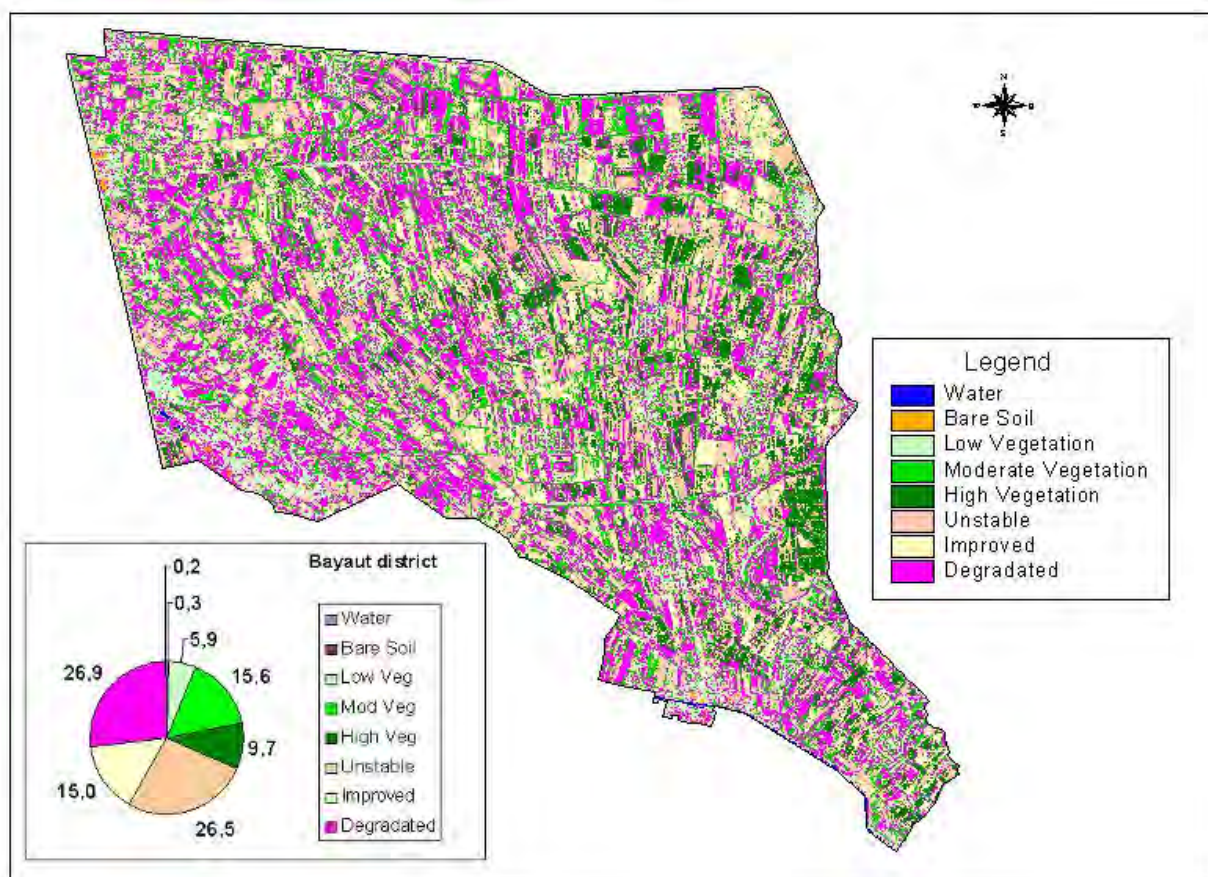 N
S
Legend
Water
Bare Soil
Low Vegetation
Moderate Vegetation
High Vegetation
Unstable
Improved
Degradated
Bayaut district
0,2
0,3
5,9
15,6
9,7
26,5
15,0
26,9
Water
Bare Soil
Low Veg
Mod Veg
High Veg
Unstable
Improved
Degradated